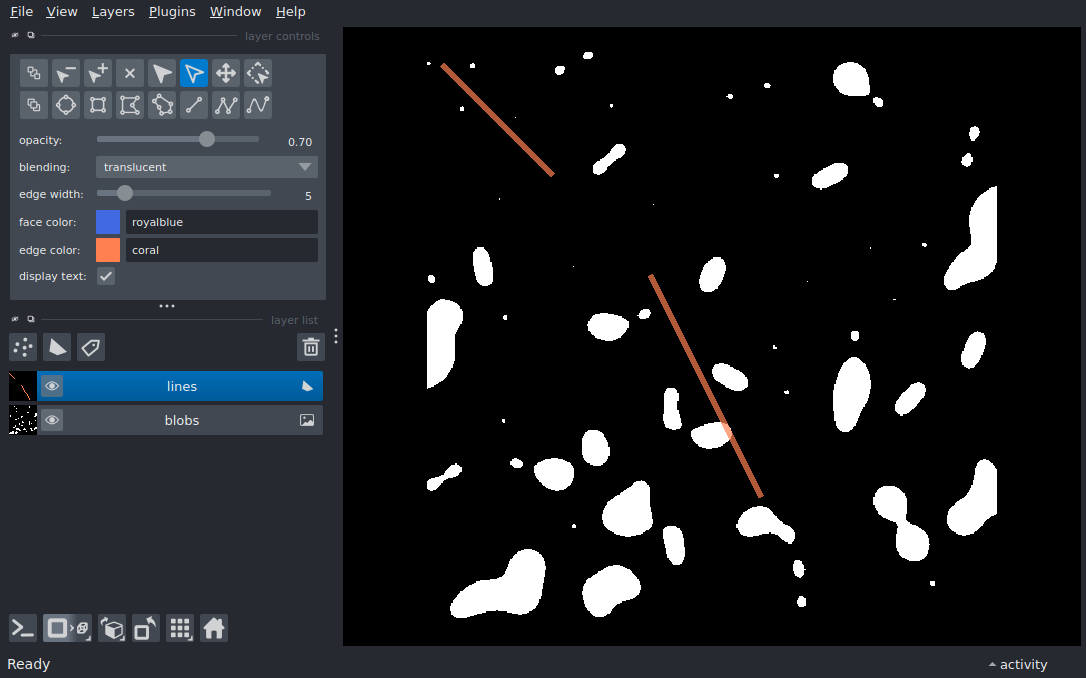 File View Layers Plugins Window Help
layer controls
opacity: 0.70
blending: translucent
edge width: 5
face color: royalblue
edge color: coral
display text:
layer list
lines
blobs
Ready activity